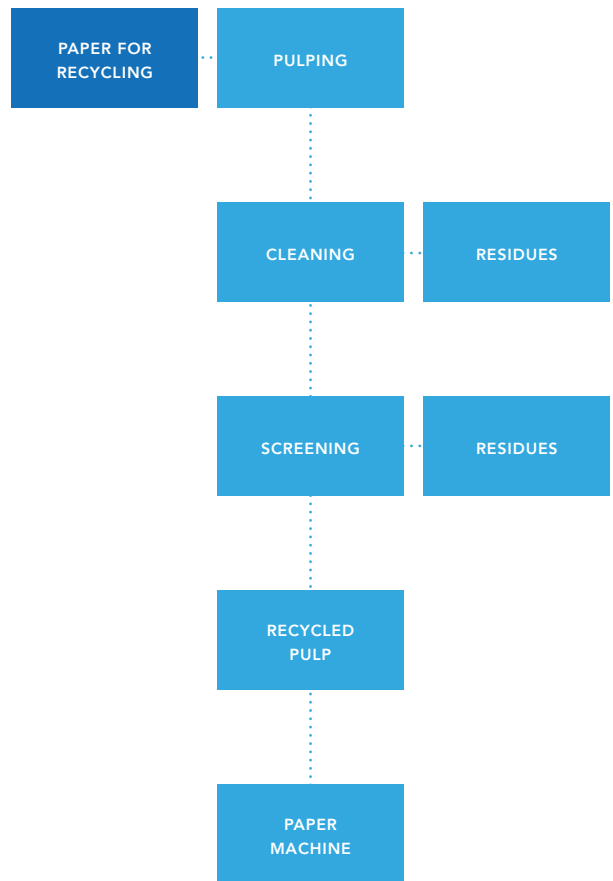 PAPER FOR
RECYCLING
PULPING
CLEANING
RESIDUES
SCREENING
RESIDUES
RECYCLED
PULP
PAPER
MACHINE